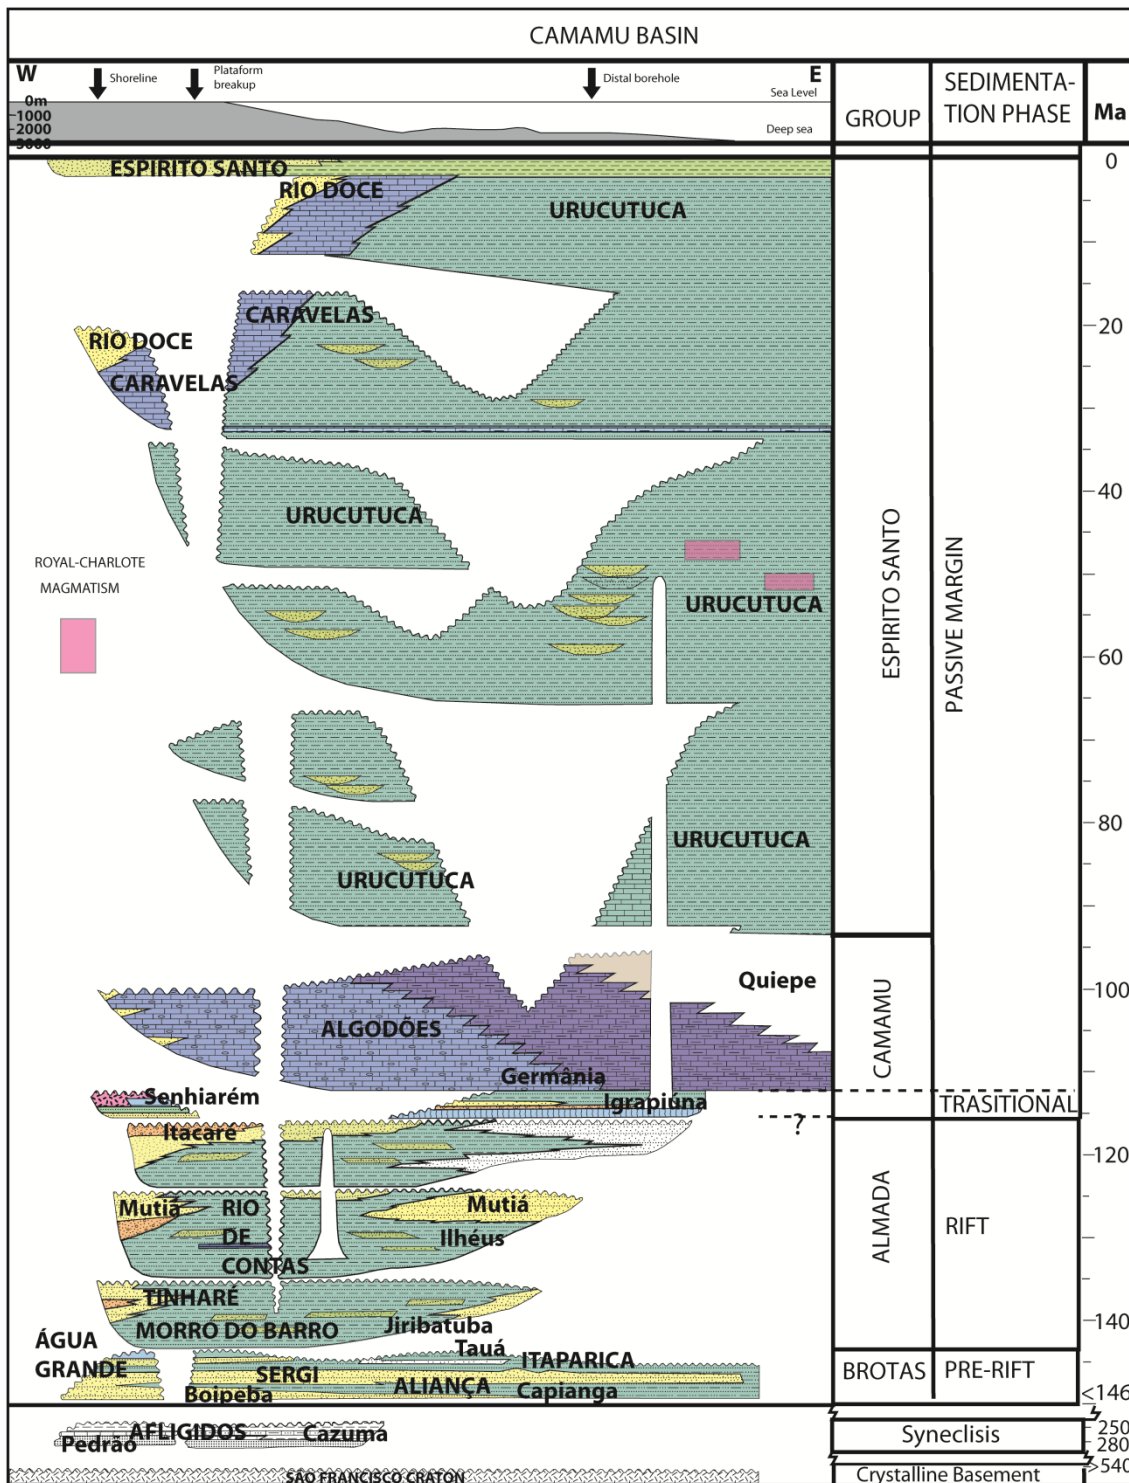 CAMAMU BASIN
W
Shoreline
Plataform
breakup
Distal borehole
E
Sea Level
0m
1000
2000
3000
Deep sea
GROUP
SEDIMENTA-
TION PHASE
Ma
ESPIRITO SANTO
0
RIO DOCE
URUCUTUCA
CARAVELAS
20
RIO DOCE
CARAVELAS
40
URUCUTUCA
ESPIRITO SANTO
PASSIVE MARGIN
ROYAL-CHARLOTE
MAGMATISM
URUCUTUCA
60
80
URUCUTUCA
URUCUTUCA
Quiepe
100
ALGODÕES
CAMAMU
Germânia
Senhiarém
Igrapiúna
TRASITIONAL
?
Itacaré
120
Mutiá
RIO
DE
CONTAS
Mutiá
Ilhéus
ALMADA
RIFT
TINHARÉ
MORRO DO BARRO
Jiribatuba
140
ÁGUA
GRANDE
Tauá
ITAPARICA
SERGI
ALIANÇA
Boipeba
Capianga
BROTAS
PRE-RIFT
<146
AFLIGIDOS
Pedrão
Cazumá
Syneclisis
250
280
SÃO FRANCISCO CRATON
Crystalline Basement
>540